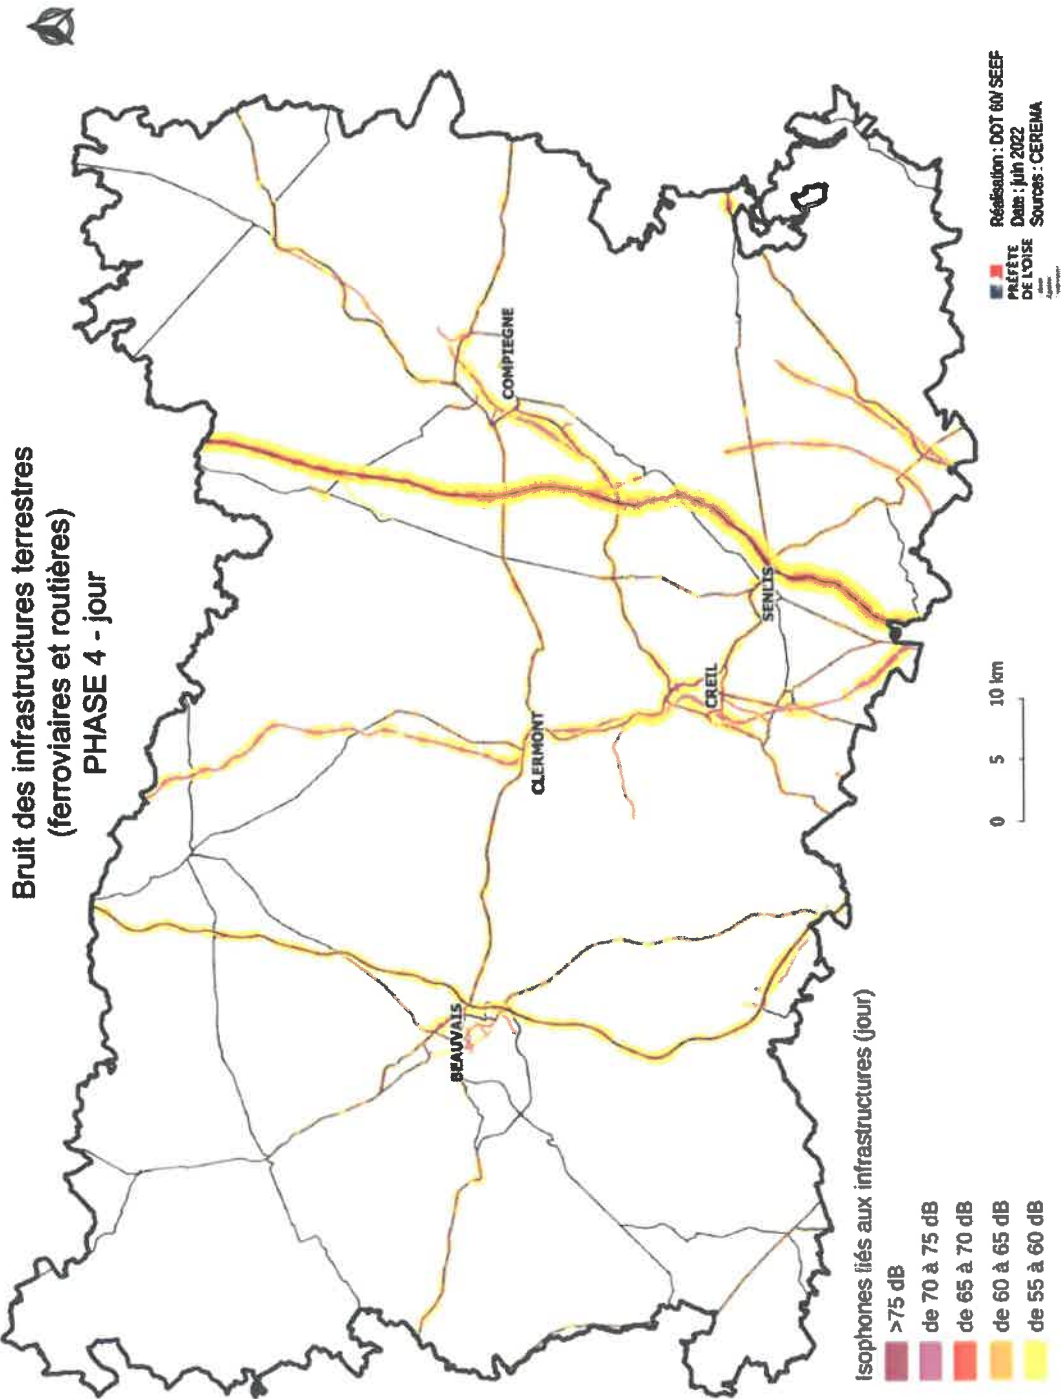 Bruit des infrastructures terrestres
(ferroviaires et routières)
PHASE 4 - jour
COMPIEGNE
CLERMONT
CREIL
SENLIS
BEAUVAIS
Isophones liés aux infrastructures (jour)
>75 dB
de 70 à 75 dB
de 65 à 70 dB
de 60 à 65 dB
de 55 à 60 dB
0 5 10 km
PRÉFÈTE
DE L'OISE
Réalisation : DDT 60/ SEEF
Date : juin 2022
Sources : CEREMA